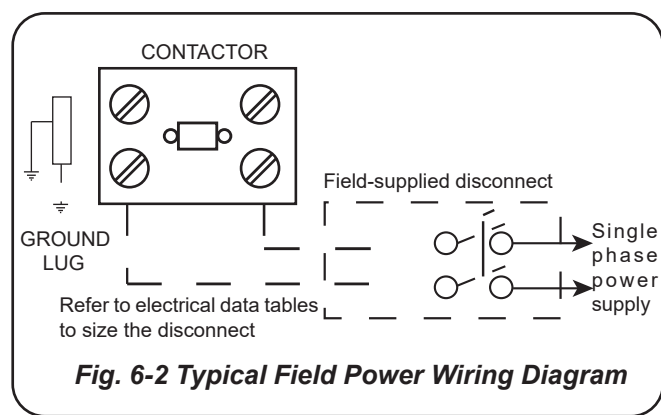 CONTACTOR
Field-supplied disconnect
GROUND
LUG
Single
phase
power
supply
Refer to electrical data tables
to size the disconnect
Fig. 6-2 Typical Field Power Wiring Diagram